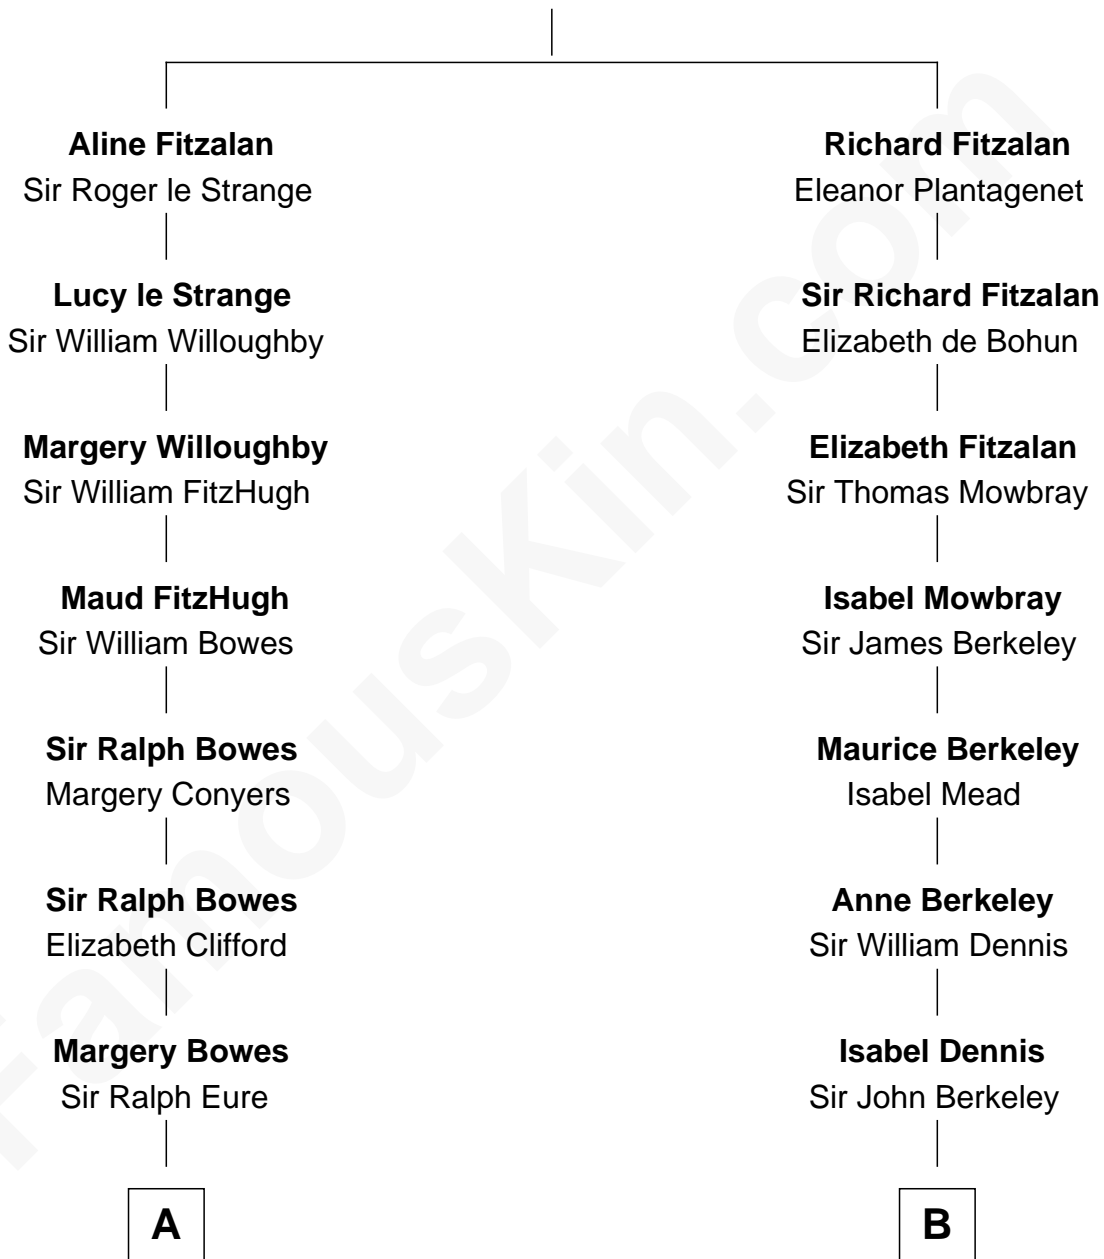 Aline Fitzalan
Sir Roger le Strange
Richard Fitzalan
Eleanor Plantagenet
Lucy le Strange
Sir William Willoughby
Sir Richard Fitzalan
Elizabeth de Bohun
Margery Willoughby
Sir William FitzHugh
Elizabeth Fitzalan
Sir Thomas Mowbray
Maud FitzHugh
Sir William Bowes
Isabel Mowbray
Sir James Berkeley
Sir Ralph Bowes
Margery Conyers
Maurice Berkeley
Isabel Mead
Sir Ralph Bowes
Elizabeth Clifford
Anne Berkeley
Sir William Dennis
Margery Bowes
Sir Ralph Eure
Isabel Dennis
Sir John Berkeley
A
B
FamousKin.com